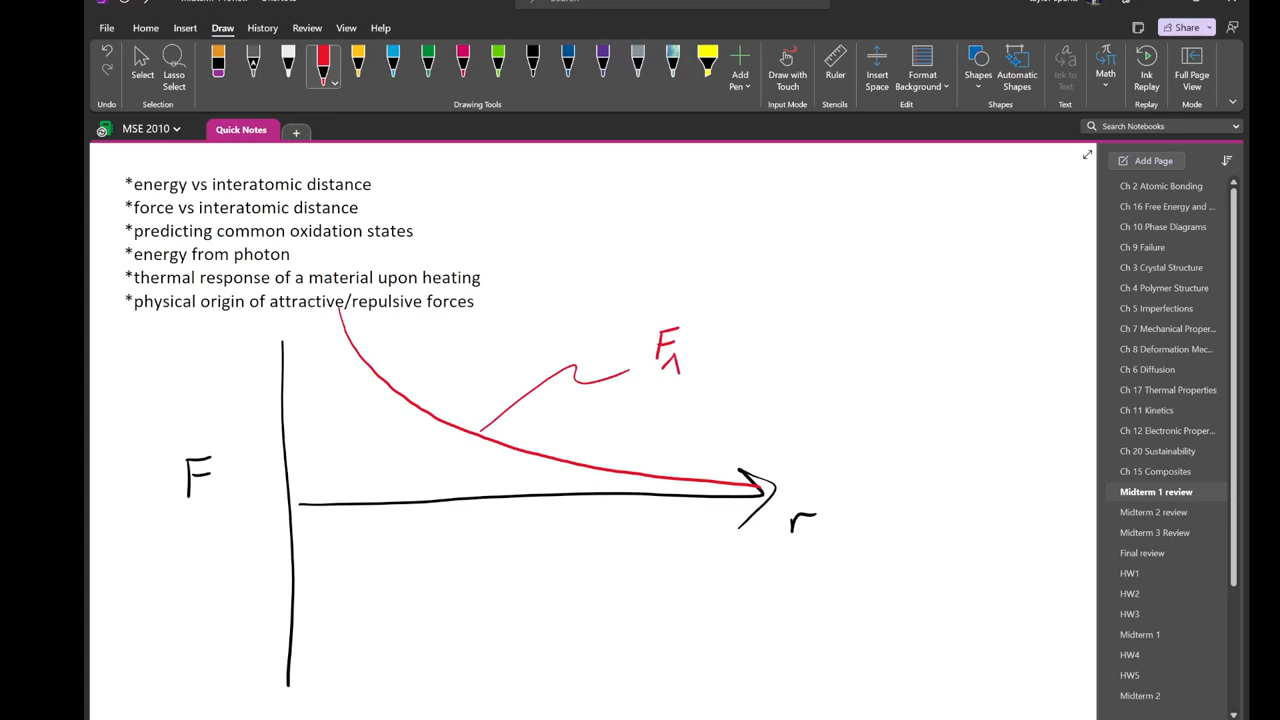 File Home Insert Draw History Review View Help Share
Select Lasso Select Add Pen Draw with Touch Ruler Insert Space Format Background Shapes Automatic Shapes Ink to Text Math Ink Replay Full Page View
Undo Selection Drawing Tools Input Mode Stencils Edit Shapes Text Math Replay Mode
MSE 2010 Quick Notes + Search Notebooks
Add Page
*energy vs interatomic distance
*force vs interatomic distance
*predicting common oxidation states
*energy from photon
*thermal response of a material upon heating
*physical origin of attractive/repulsive forces
F
F
r
Ch 2 Atomic Bonding
Ch 16 Free Energy and ...
Ch 10 Phase Diagrams
Ch 9 Failure
Ch 3 Crystal Structure
Ch 4 Polymer Structure
Ch 5 Imperfections
Ch 7 Mechanical Proper...
Ch 8 Deformation Mec...
Ch 6 Diffusion
Ch 17 Thermal Properties
Ch 11 Kinetics
Ch 12 Electronic Proper...
Ch 20 Sustainability
Ch 15 Composites
Midterm 1 review
Midterm 2 review
Midterm 3 Review
Final review
HW1
HW2
HW3
Midterm 1
HW4
HW5
Midterm 2